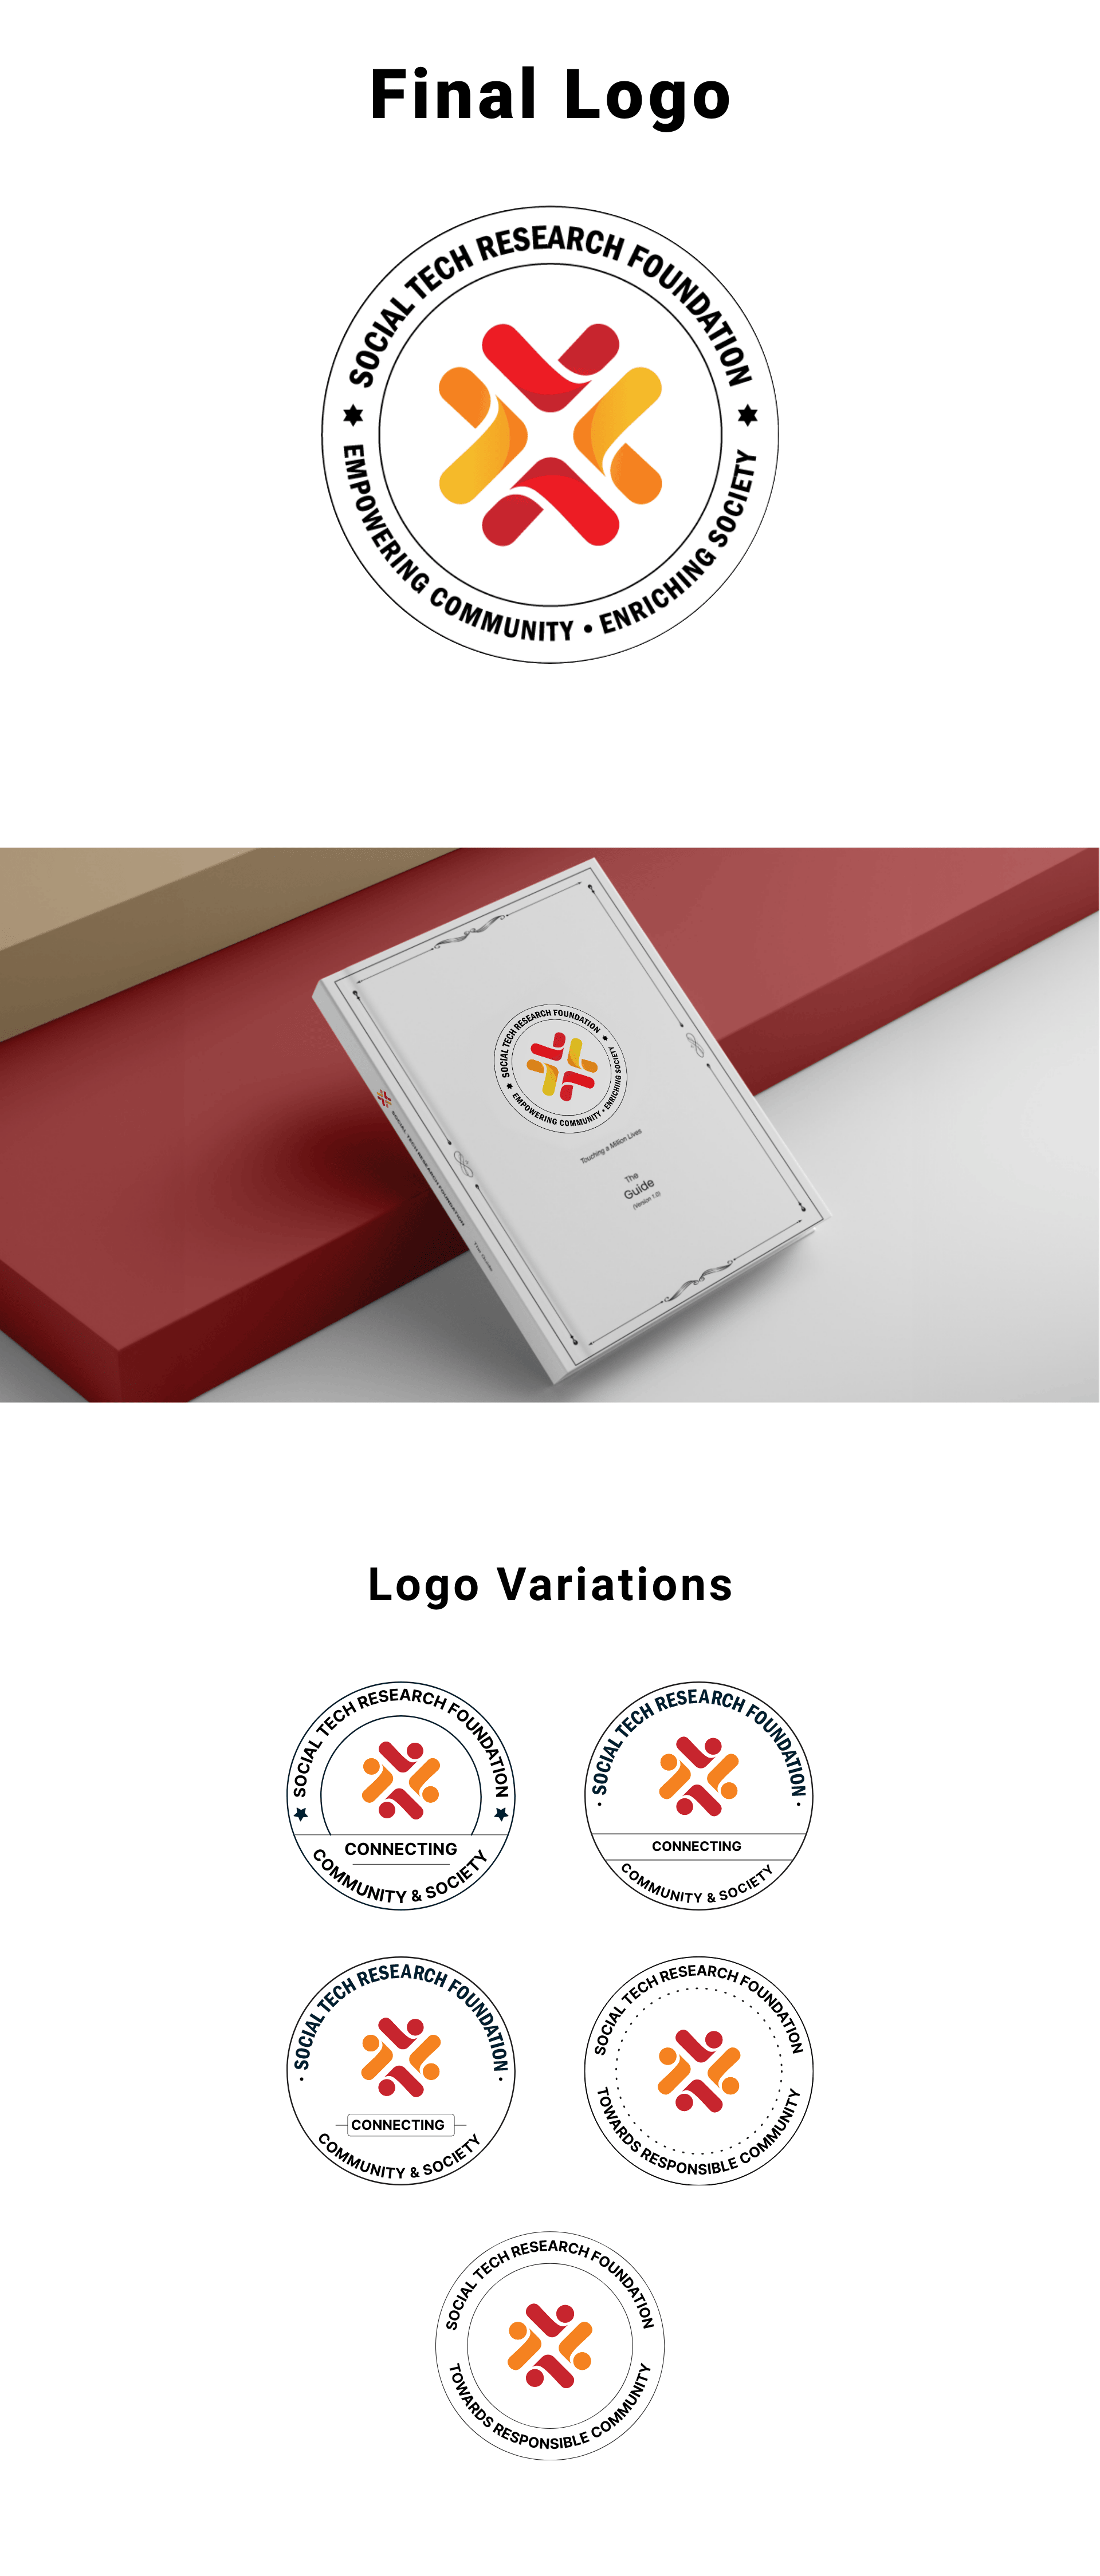 Final Logo
SOCIAL TECH RESEARCH FOUNDATION
EMPOWERING COMMUNITY • ENRICHING SOCIETY
SOCIAL TECH RESEARCH FOUNDATION
EMPOWERING COMMUNITY • ENRICHING SOCIETY
Touching a Million Lives
The
Guide
(Version 1.0)
SOCIAL TECH RESEARCH FOUNDATION
The Guide
Logo Variations
SOCIAL TECH RESEARCH FOUNDATION
CONNECTING
COMMUNITY & SOCIETY
• SOCIAL TECH RESEARCH FOUNDATION •
CONNECTING
COMMUNITY & SOCIETY
• SOCIAL TECH RESEARCH FOUNDATION •
CONNECTING
COMMUNITY & SOCIETY
SOCIAL TECH RESEARCH FOUNDATION
TOWARDS RESPONSIBLE COMMUNITY
SOCIAL TECH RESEARCH FOUNDATION
TOWARDS RESPONSIBLE COMMUNITY